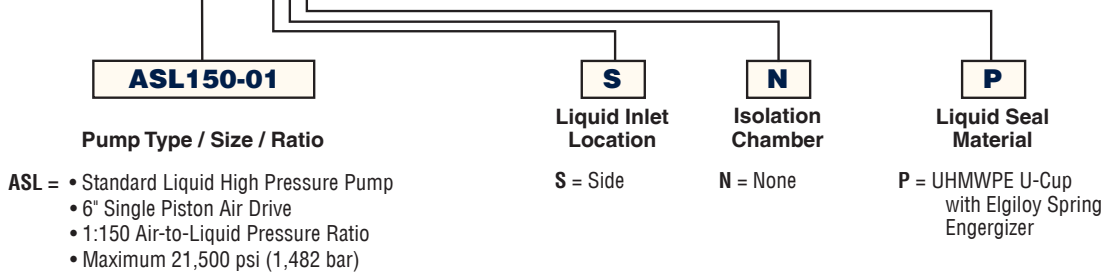 ASL150-01 S N P
Pump Type / Size / Ratio
Liquid Inlet
Location
Isolation
Chamber
Liquid Seal
Material
ASL = • Standard Liquid High Pressure Pump
• 6" Single Piston Air Drive
• 1:150 Air-to-Liquid Pressure Ratio
• Maximum 21,500 psi (1,482 bar)
S = Side
N = None
P = UHMWPE U-Cup
with Elgiloy Spring
Engergizer